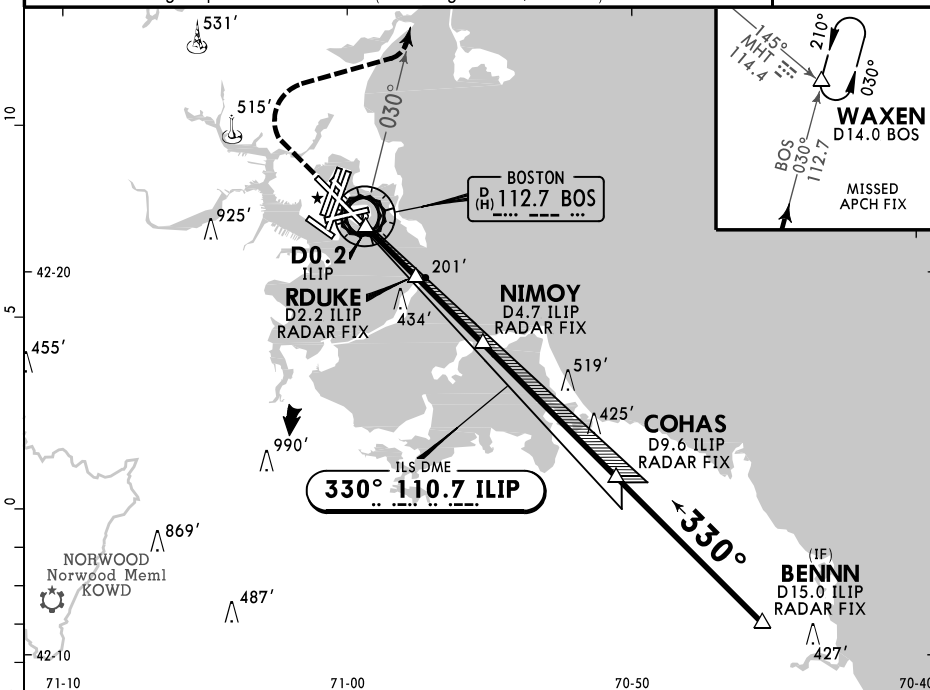 531'
515'
10
030°
145°
MHT
114.4
210°
030°
WAXEN
D14.0 BOS
BOS
030°
112.7
MISSED
APCH FIX
BOSTON
D
(H) 112.7 BOS
925'
D0.2
ILIP
42-20
201'
RDUKE
D2.2 ILIP
RADAR FIX
434'
NIMOY
D4.7 ILIP
RADAR FIX
5
455'
519'
425'
COHAS
D9.6 ILIP
RADAR FIX
990'
ILS DME
330° 110.7 ILIP
0
330°
869'
NORWOOD
Norwood Meml
KOWD
(IF)
BENNN
D15.0 ILIP
RADAR FIX
487'
427'
42-10
71-10
71-00
70-50
70-40